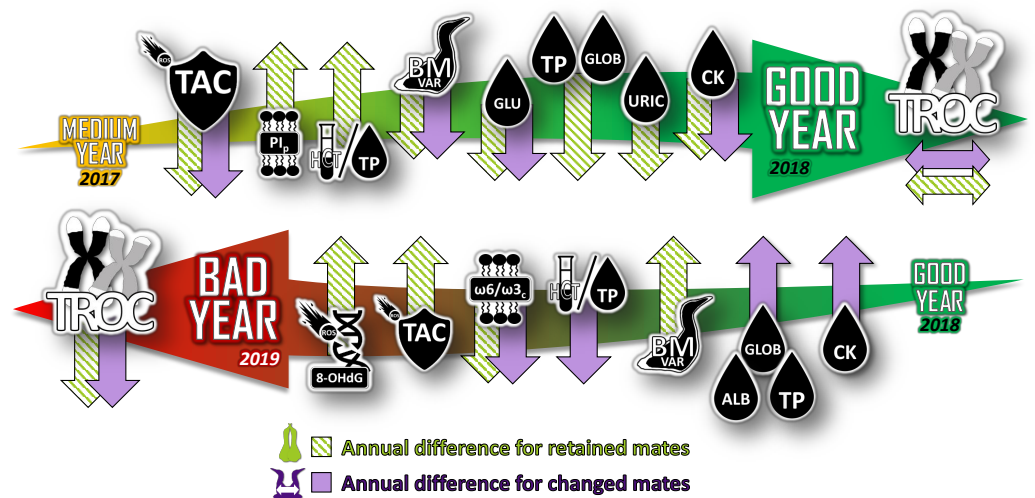 MEDIUM
YEAR
2017
ROS
TAC
PIp
HCT/TP
BM
VAR
GLU
TP
GLOB
URIC
CK
GOOD
YEAR
2018
TROC
TROC
BAD
YEAR
2019
ROS
8-OHdG
ROS
TAC
ω6/ω3c
HCT/TP
BM
VAR
GLOB
ALB
TP
CK
GOOD
YEAR
2018
Annual difference for retained mates
Annual difference for changed mates